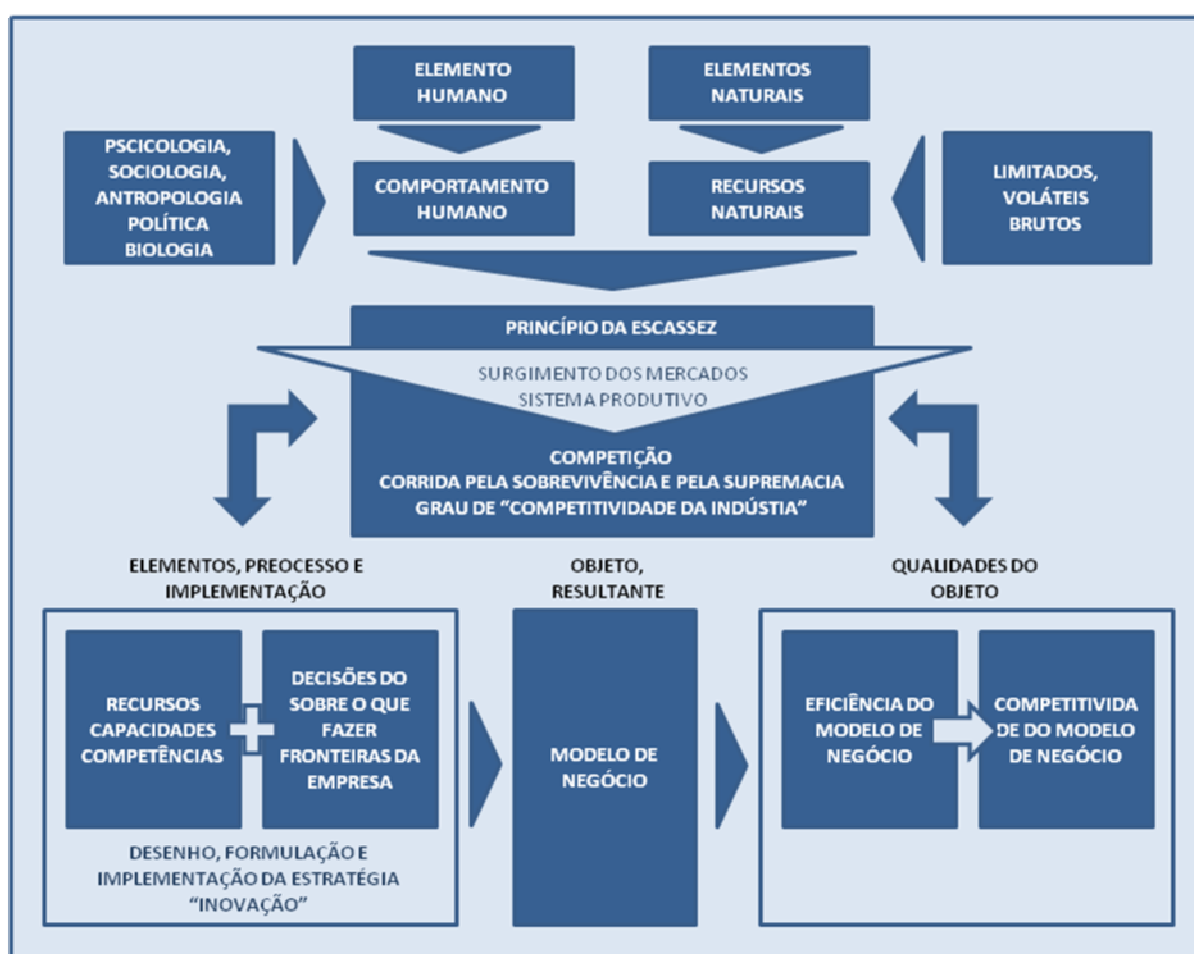 ELEMENTO
HUMANO
ELEMENTOS
NATURAIS
PSCICOLOGIA,
SOCIOLOGIA,
ANTROPOLOGIA
POLÍTICA
BIOLOGIA
COMPORTAMENTO
HUMANO
RECURSOS
NATURAIS
LIMITADOS,
VOLÁTEIS
BRUTOS
PRINCÍPIO DA ESCASSEZ
SURGIMENTO DOS MERCADOS
SISTEMA PRODUTIVO
COMPETIÇÃO
CORRIDA PELA SOBREVIVÊNCIA E PELA SUPREMACIA
GRAU DE “COMPETITIVIDADE DA INDÚSTIA”
ELEMENTOS, PREOCESSO E
IMPLEMENTAÇÃO
OBJETO,
RESULTANTE
QUALIDADES DO
OBJETO
RECURSOS
CAPACIDADES
COMPETÊNCIAS
DECISÕES DO
SOBRE O QUE
FAZER
FRONTEIRAS DA
EMPRESA
DESENHO, FORMULAÇÃO E
IMPLEMENTAÇÃO DA ESTRATÉGIA
“INOVAÇÃO”
MODELO DE
NEGÓCIO
EFICIÊNCIA DO
MODELO DE
NEGÓCIO
COMPETITIVIDA
DE DO MODELO
DE NEGÓCIO